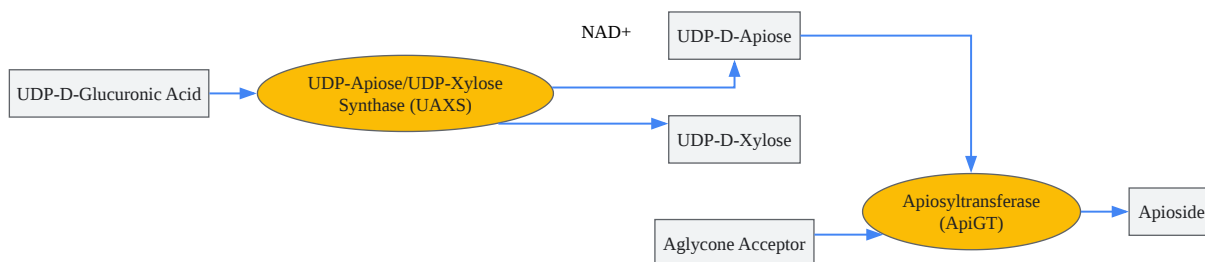 NAD+
UDP-D-Apiose
UDP-D-Glucuronic Acid
UDP-Apiose/UDP-Xylose
Synthase (UAXS)
UDP-D-Xylose
Aglycone Acceptor
Apiosyltransferase
(ApiGT)
Apioside